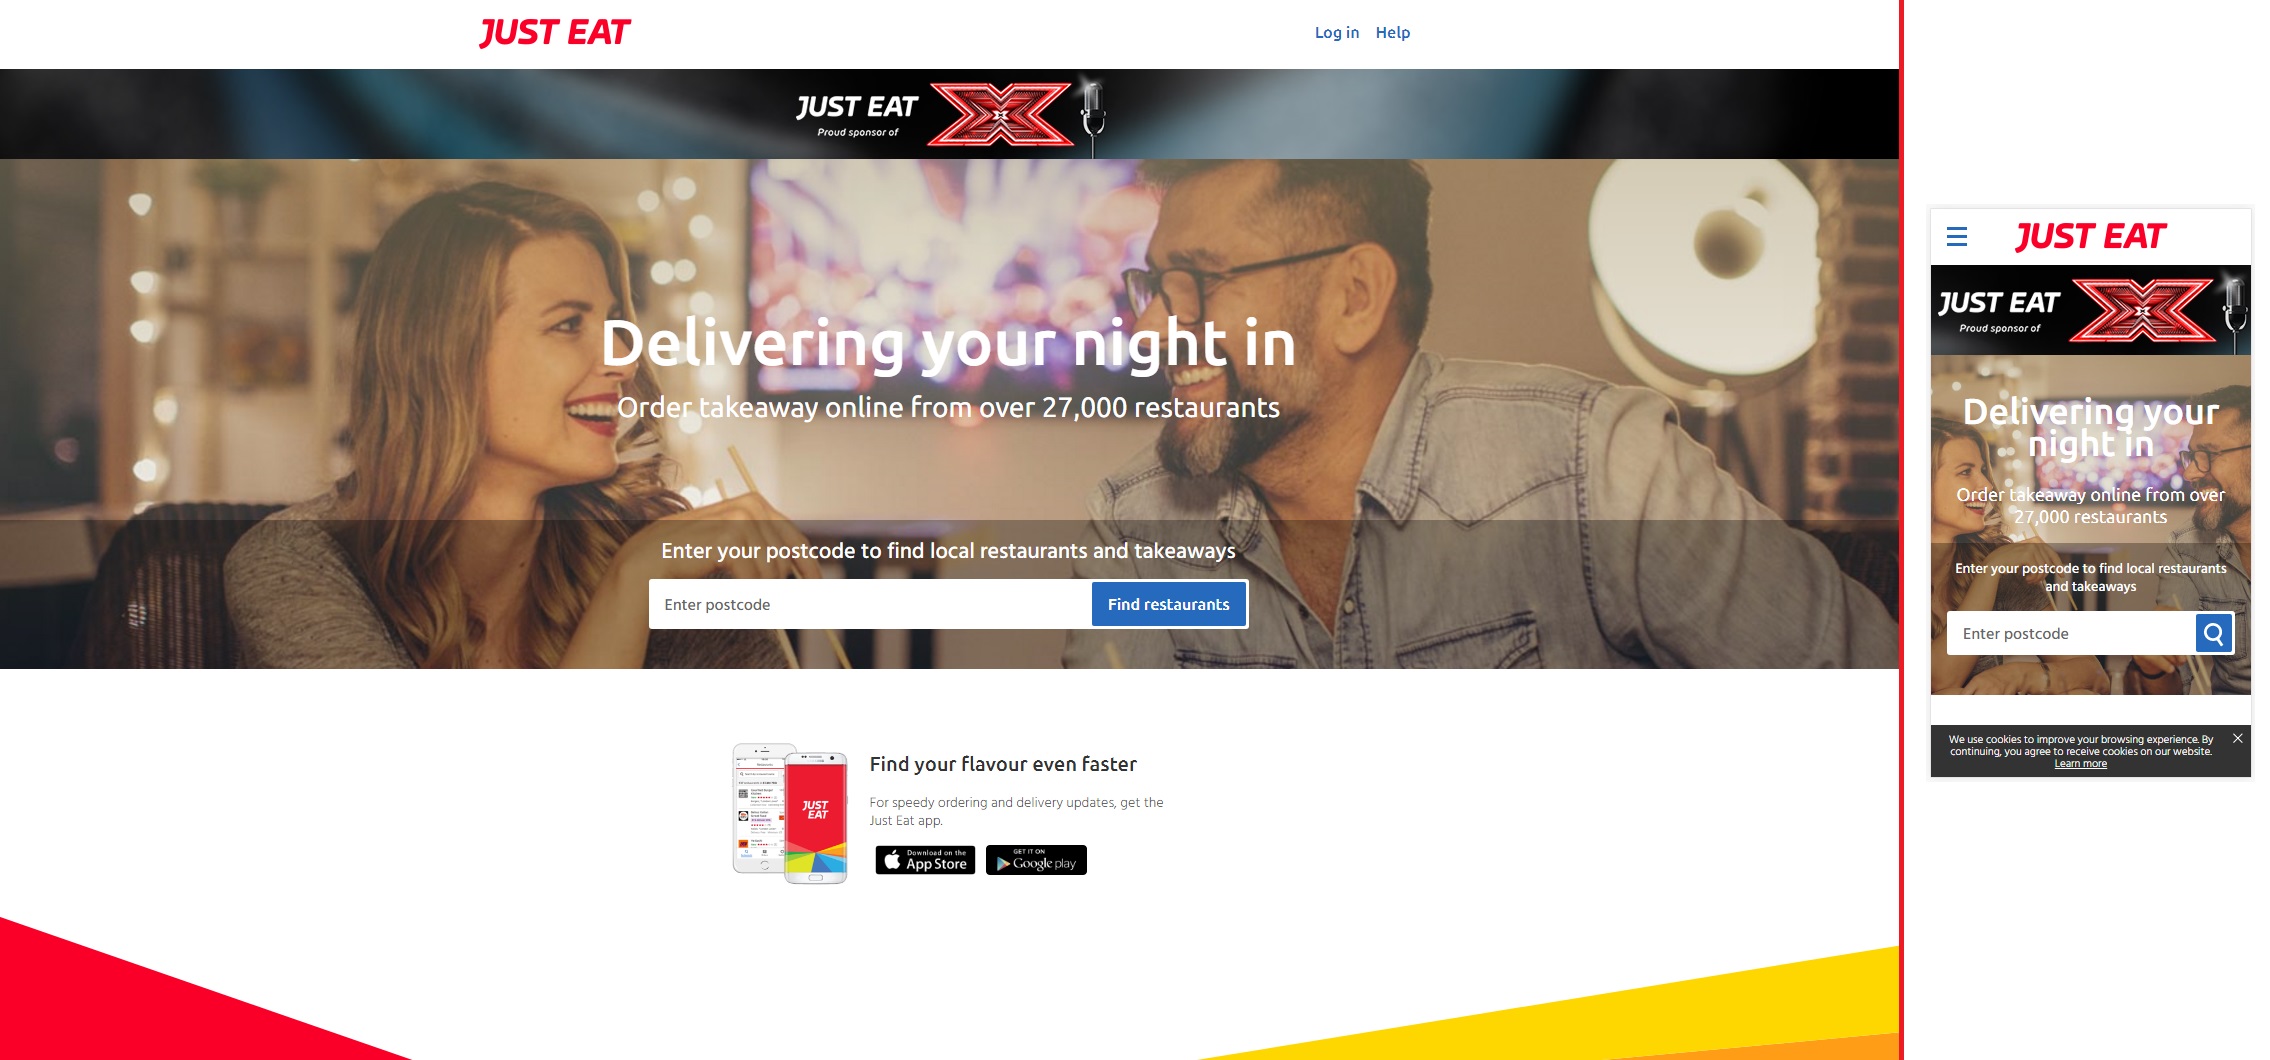 JUST EAT
Log in Help
JUST EAT
Proud sponsor of
Delivering your night in
Order takeaway online from over 27,000 restaurants
Enter your postcode to find local restaurants and takeaways
Enter postcode
Find restaurants
JUST
EAT
Find your flavour even faster
For speedy ordering and delivery updates, get the
Just Eat app.
Download on the
App Store
GET IT ON
Google play
JUST EAT
JUST EAT
Proud sponsor of
Delivering your
night in
Order takeaway online from over
27,000 restaurants
Enter your postcode to find local restaurants
and takeaways
Enter postcode
We use cookies to improve your browsing experience. By
continuing, you agree to receive cookies on our website.
Learn more